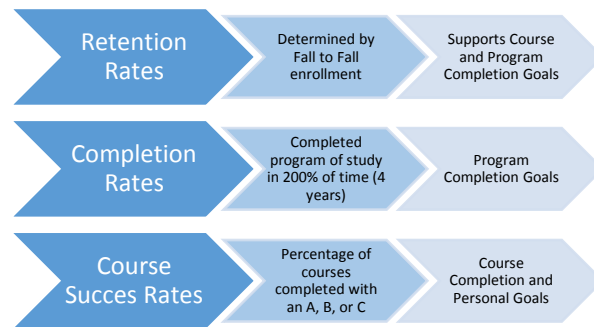 Retention
Rates
Determined by
Fall to Fall
enrollment
Supports Course
and Program
Completion Goals
Completion
Rates
Completed
program of study
in 200% of time (4
years)
Program
Completion Goals
Course
Succes Rates
Percentage of
courses
completed with
an A, B, or C
Course
Completion and
Personal Goals